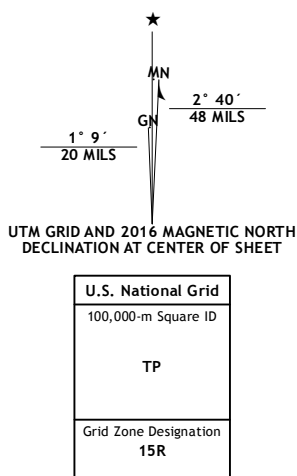 ★
MN
GN
2° 40´
48 MILS
1° 9´
20 MILS
UTM GRID AND 2016 MAGNETIC NORTH
DECLINATION AT CENTER OF SHEET
U.S. National Grid
100,000-m Square ID
TP
Grid Zone Designation
15R